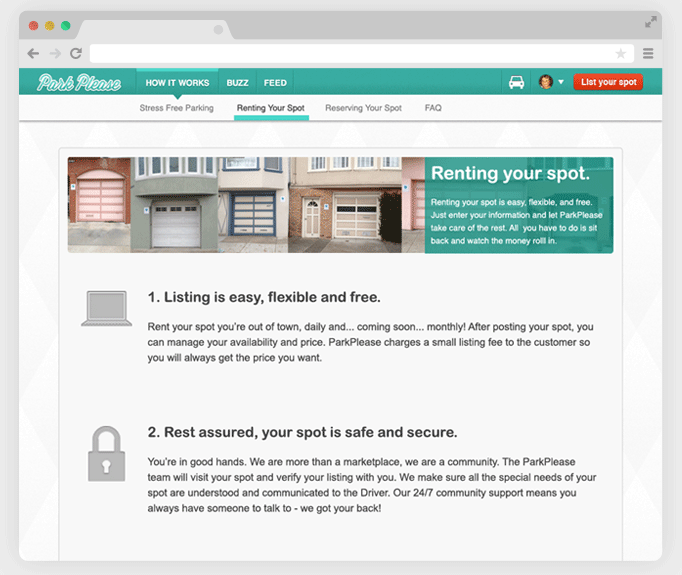 Park Please
HOW IT WORKS
BUZZ
FEED
List your spot
Stress Free Parking
Renting Your Spot
Reserving Your Spot
FAQ
Renting your spot.
Renting your spot is easy, flexible, and free.
Just enter your information and let ParkPlease
take care of the rest. All you have to do is sit
back and watch the money rolll in.
1. Listing is easy, flexible and free.
Rent your spot you’re out of town, daily and... coming soon... monthly! After posting your spot, you
can manage your availability and price. ParkPlease charges a small listing fee to the customer so
you will always get the price you want.
2. Rest assured, your spot is safe and secure.
You’re in good hands. We are more than a marketplace, we are a community. The ParkPlease
team will visit your spot and verify your listing with you. We make sure all the special needs of your
spot are understood and communicated to the Driver. Our 24/7 community support means you
always have someone to talk to - we got your back!